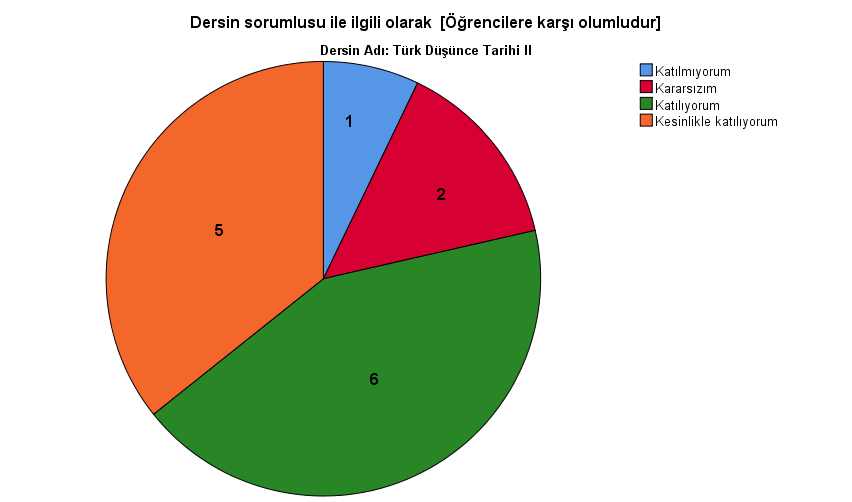 Dersin sorumlusu ile ilgili olarak  [Öğrencilere karşı olumludur]
Dersin Adı: Türk Düşünce Tarihi II
Katılmıyorum
Kararsızım
Katılıyorum
Kesinlikle katılıyorum
1
2
5
6